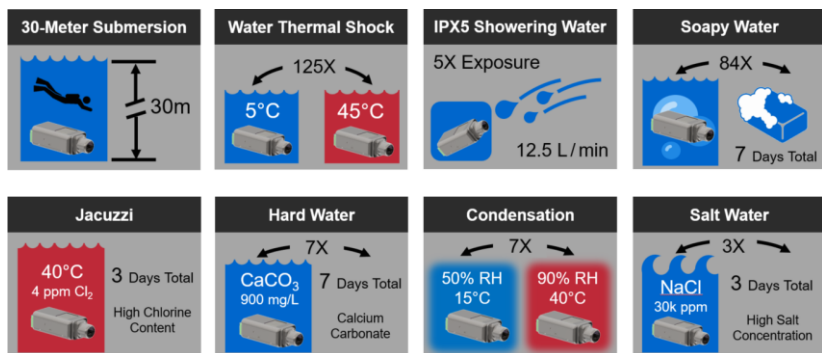 30-Meter Submersion
30m
Water Thermal Shock
125X
5°C
45°C
IPX5 Showering Water
5X Exposure
12.5 L/min
Soapy Water
84X
7 Days Total
Jacuzzi
40°C
4 ppm Cl₂
3 Days Total
High Chlorine
Content
Hard Water
7X
CaCO₃
900 mg/L
7 Days Total
Calcium
Carbonate
Condensation
7X
50% RH
15°C
90% RH
40°C
Salt Water
3X
NaCl
30k ppm
3 Days Total
High Salt
Concentration